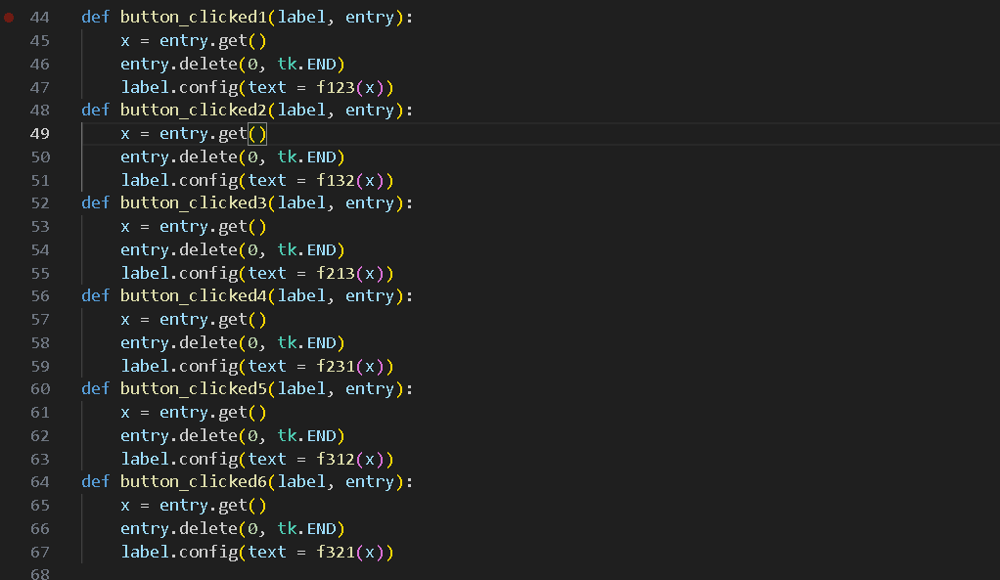 44 def button_clicked1(label, entry):
45     x = entry.get()
46     entry.delete(0, tk.END)
47     label.config(text = f123(x))
48 def button_clicked2(label, entry):
49     x = entry.get()
50     entry.delete(0, tk.END)
51     label.config(text = f132(x))
52 def button_clicked3(label, entry):
53     x = entry.get()
54     entry.delete(0, tk.END)
55     label.config(text = f213(x))
56 def button_clicked4(label, entry):
57     x = entry.get()
58     entry.delete(0, tk.END)
59     label.config(text = f231(x))
60 def button_clicked5(label, entry):
61     x = entry.get()
62     entry.delete(0, tk.END)
63     label.config(text = f312(x))
64 def button_clicked6(label, entry):
65     x = entry.get()
66     entry.delete(0, tk.END)
67     label.config(text = f321(x))
68